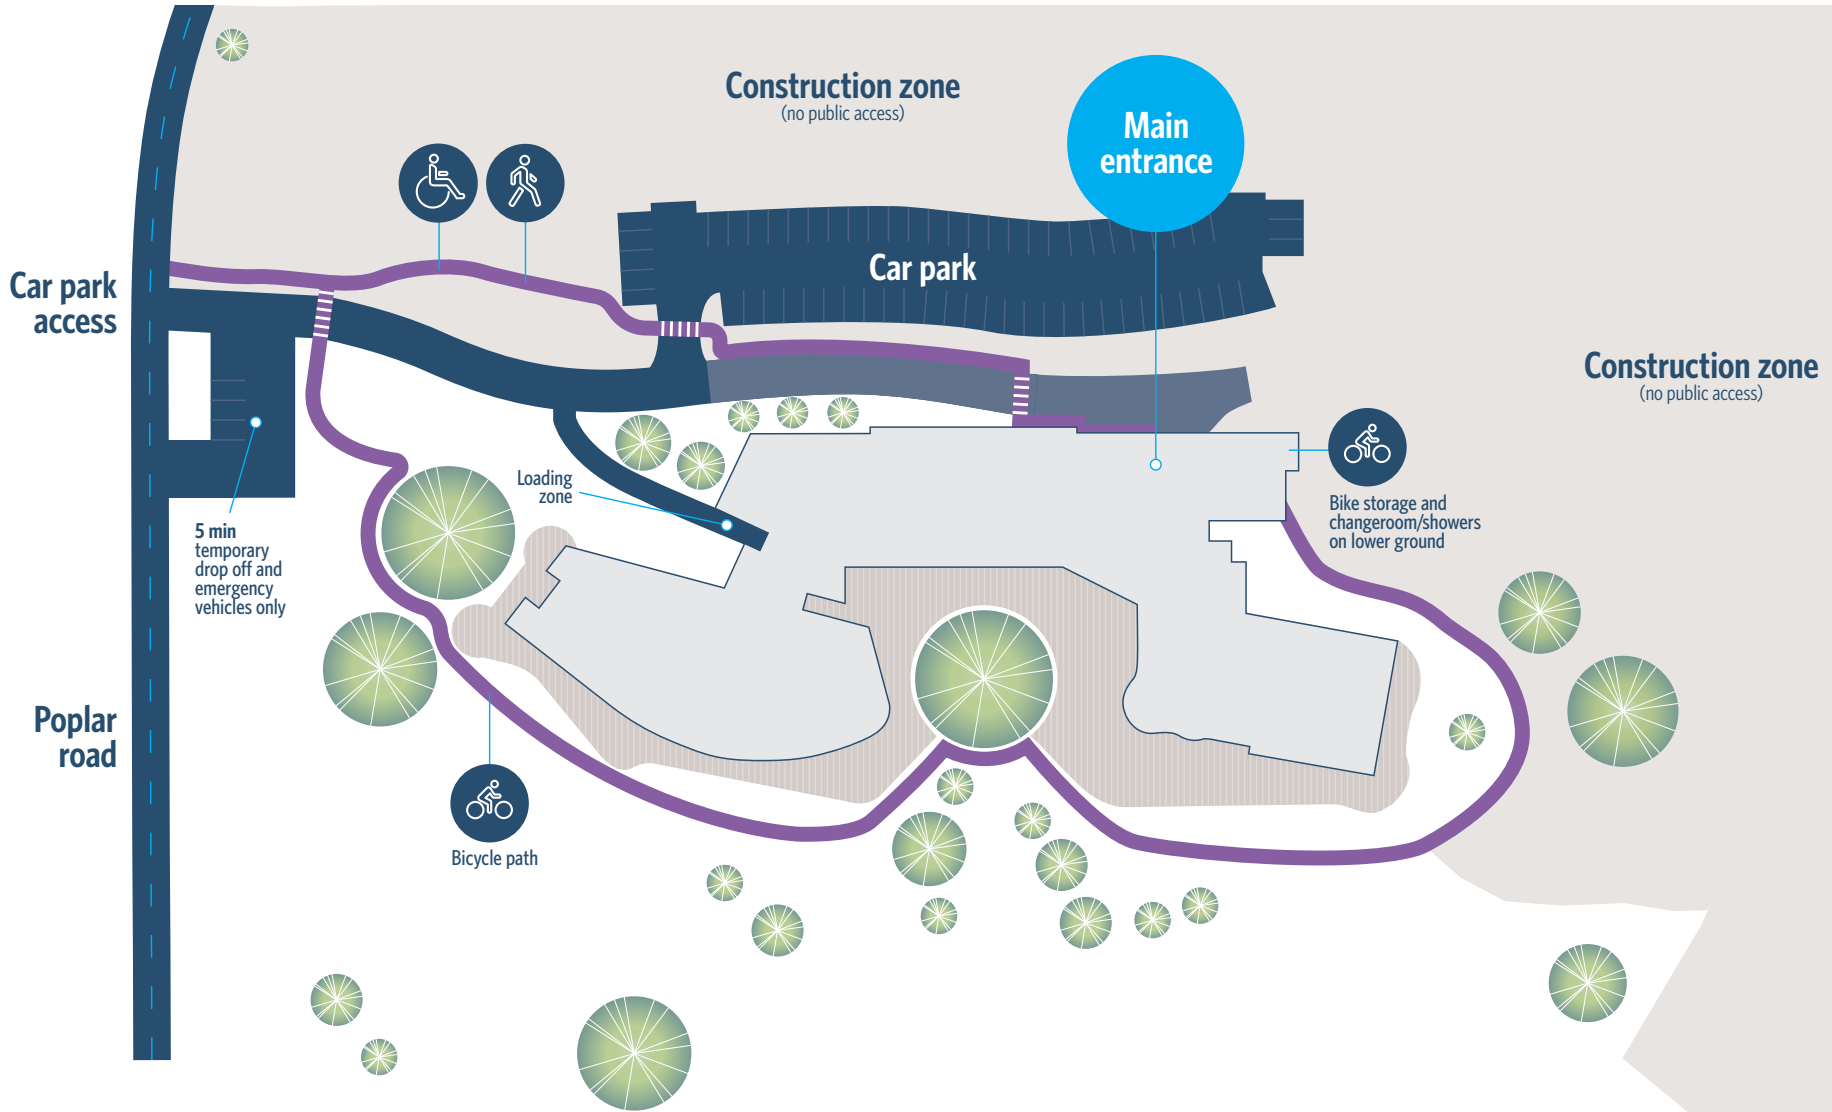 Construction zone
(no public access)
Main
entrance
Car park
Car park
access
Construction zone
(no public access)
Loading
zone
Bike storage and
changeroom/showers
on lower ground
5 min
temporary
drop off and
emergency
vehicles only
Poplar
road
Bicycle path